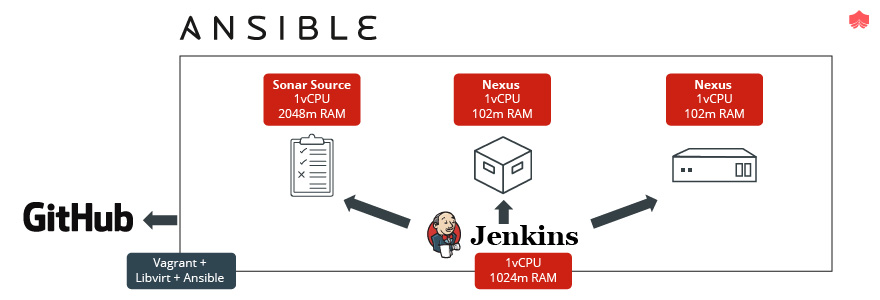 ANSIBLE
Sonar Source
1vCPU
2048m RAM
Nexus
1vCPU
102m RAM
Nexus
1vCPU
102m RAM
GitHub
Jenkins
Vagrant +
Libvirt + Ansible
1vCPU
1024m RAM